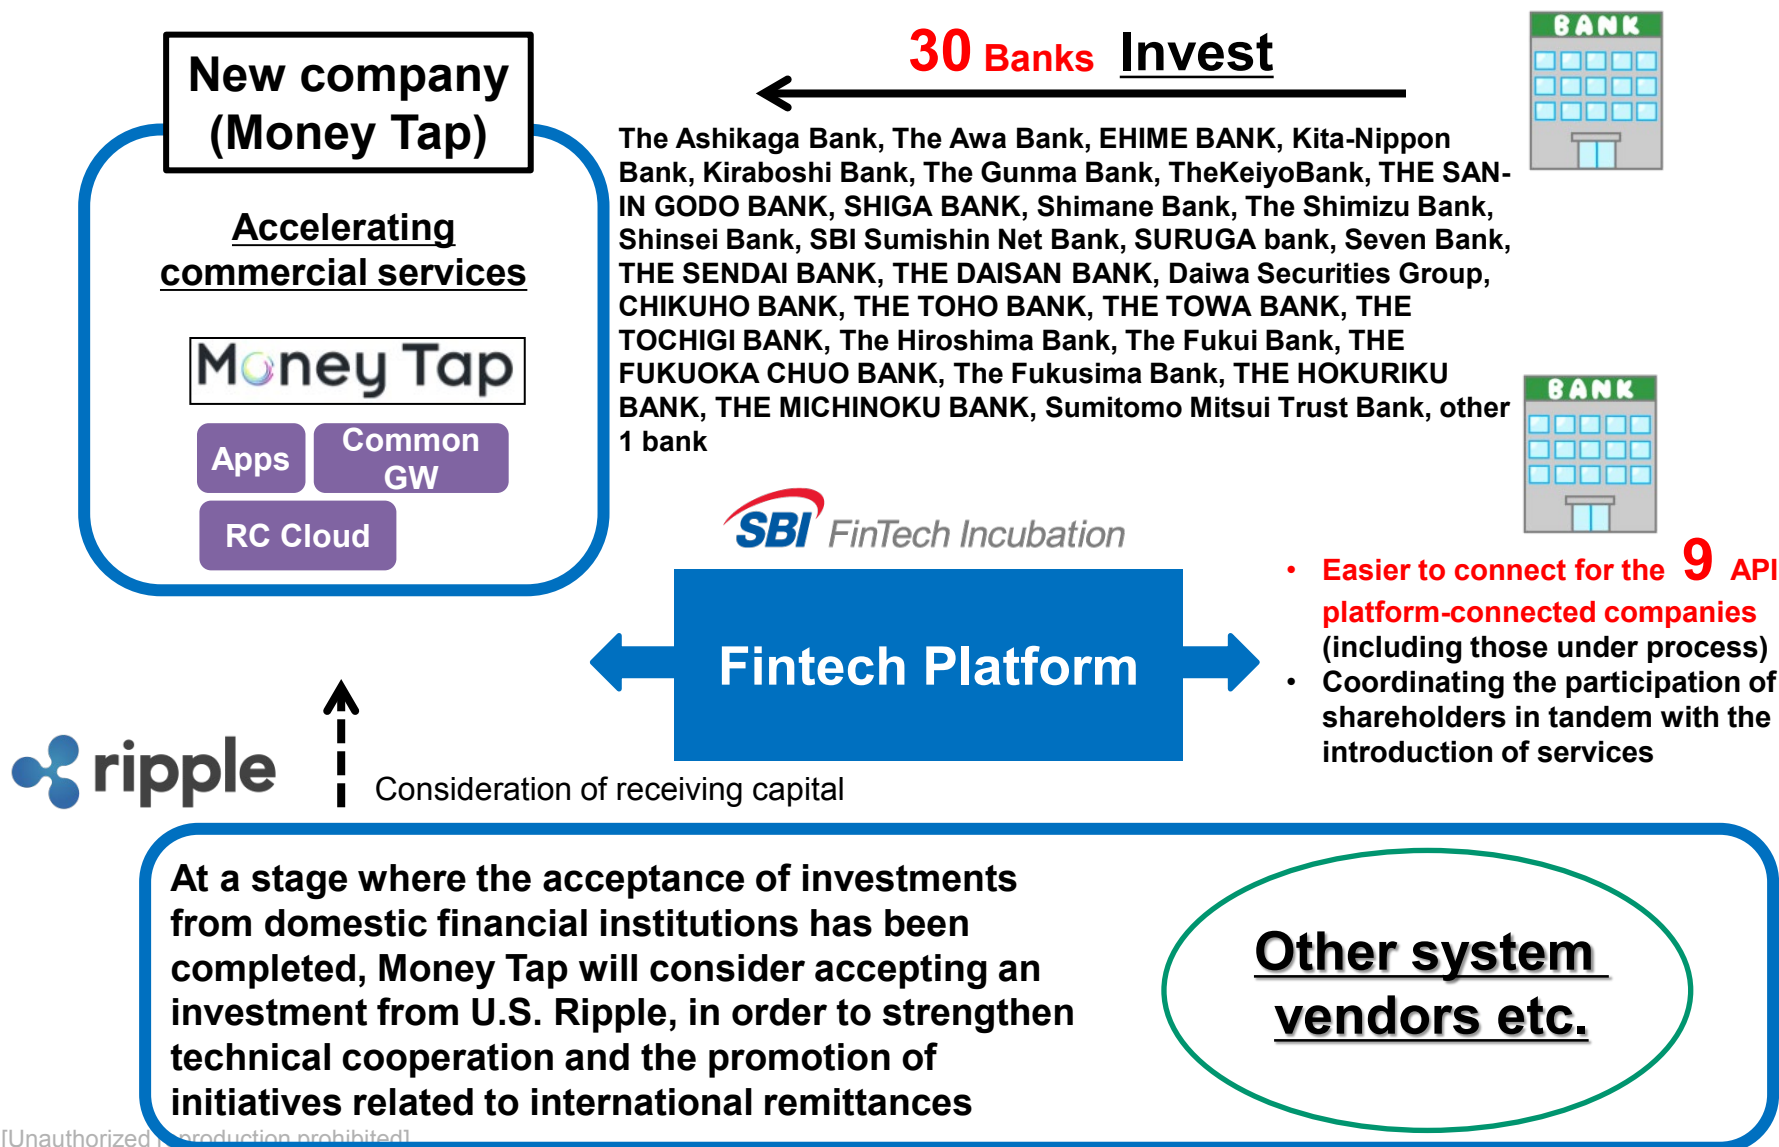 New company
(Money Tap)
Accelerating
commercial services
Money Tap
Apps
Common
GW
RC Cloud
30 Banks Invest
BANK
The Ashikaga Bank, The Awa Bank, EHIME BANK, Kita-Nippon
Bank, Kiraboshi Bank, The Gunma Bank, TheKeiyoBank, THE SAN-
IN GODO BANK, SHIGA BANK, Shimane Bank, The Shimizu Bank,
Shinsei Bank, SBI Sumishin Net Bank, SURUGA bank, Seven Bank,
THE SENDAI BANK, THE DAISAN BANK, Daiwa Securities Group,
CHIKUHO BANK, THE TOHO BANK, THE TOWA BANK, THE
TOCHIGI BANK, The Hiroshima Bank, The Fukui Bank, THE
FUKUOKA CHUO BANK, The Fukusima Bank, THE HOKURIKU
BANK, THE MICHINOKU BANK, Sumitomo Mitsui Trust Bank, other
1 bank
BANK
SBI FinTech Incubation
Fintech Platform
• Easier to connect for the 9 API
platform-connected companies
(including those under process)
• Coordinating the participation of
shareholders in tandem with the
introduction of services
ripple
Consideration of receiving capital
At a stage where the acceptance of investments
from domestic financial institutions has been
completed, Money Tap will consider accepting an
investment from U.S. Ripple, in order to strengthen
technical cooperation and the promotion of
initiatives related to international remittances
Other system
vendors etc.
[Unauthorized reproduction prohibited]